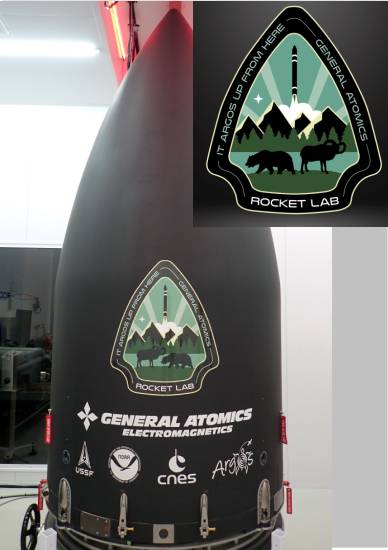 IT ARGOS UP FROM HERE
GENERAL ATOMICS
ROCKET LAB
IT ARGOS UP FROM HERE
GENERAL ATOMICS
ROCKET LAB
GENERAL ATOMICS
ELECTROMAGNETICS
USSF
NOAA
cnes
Argos